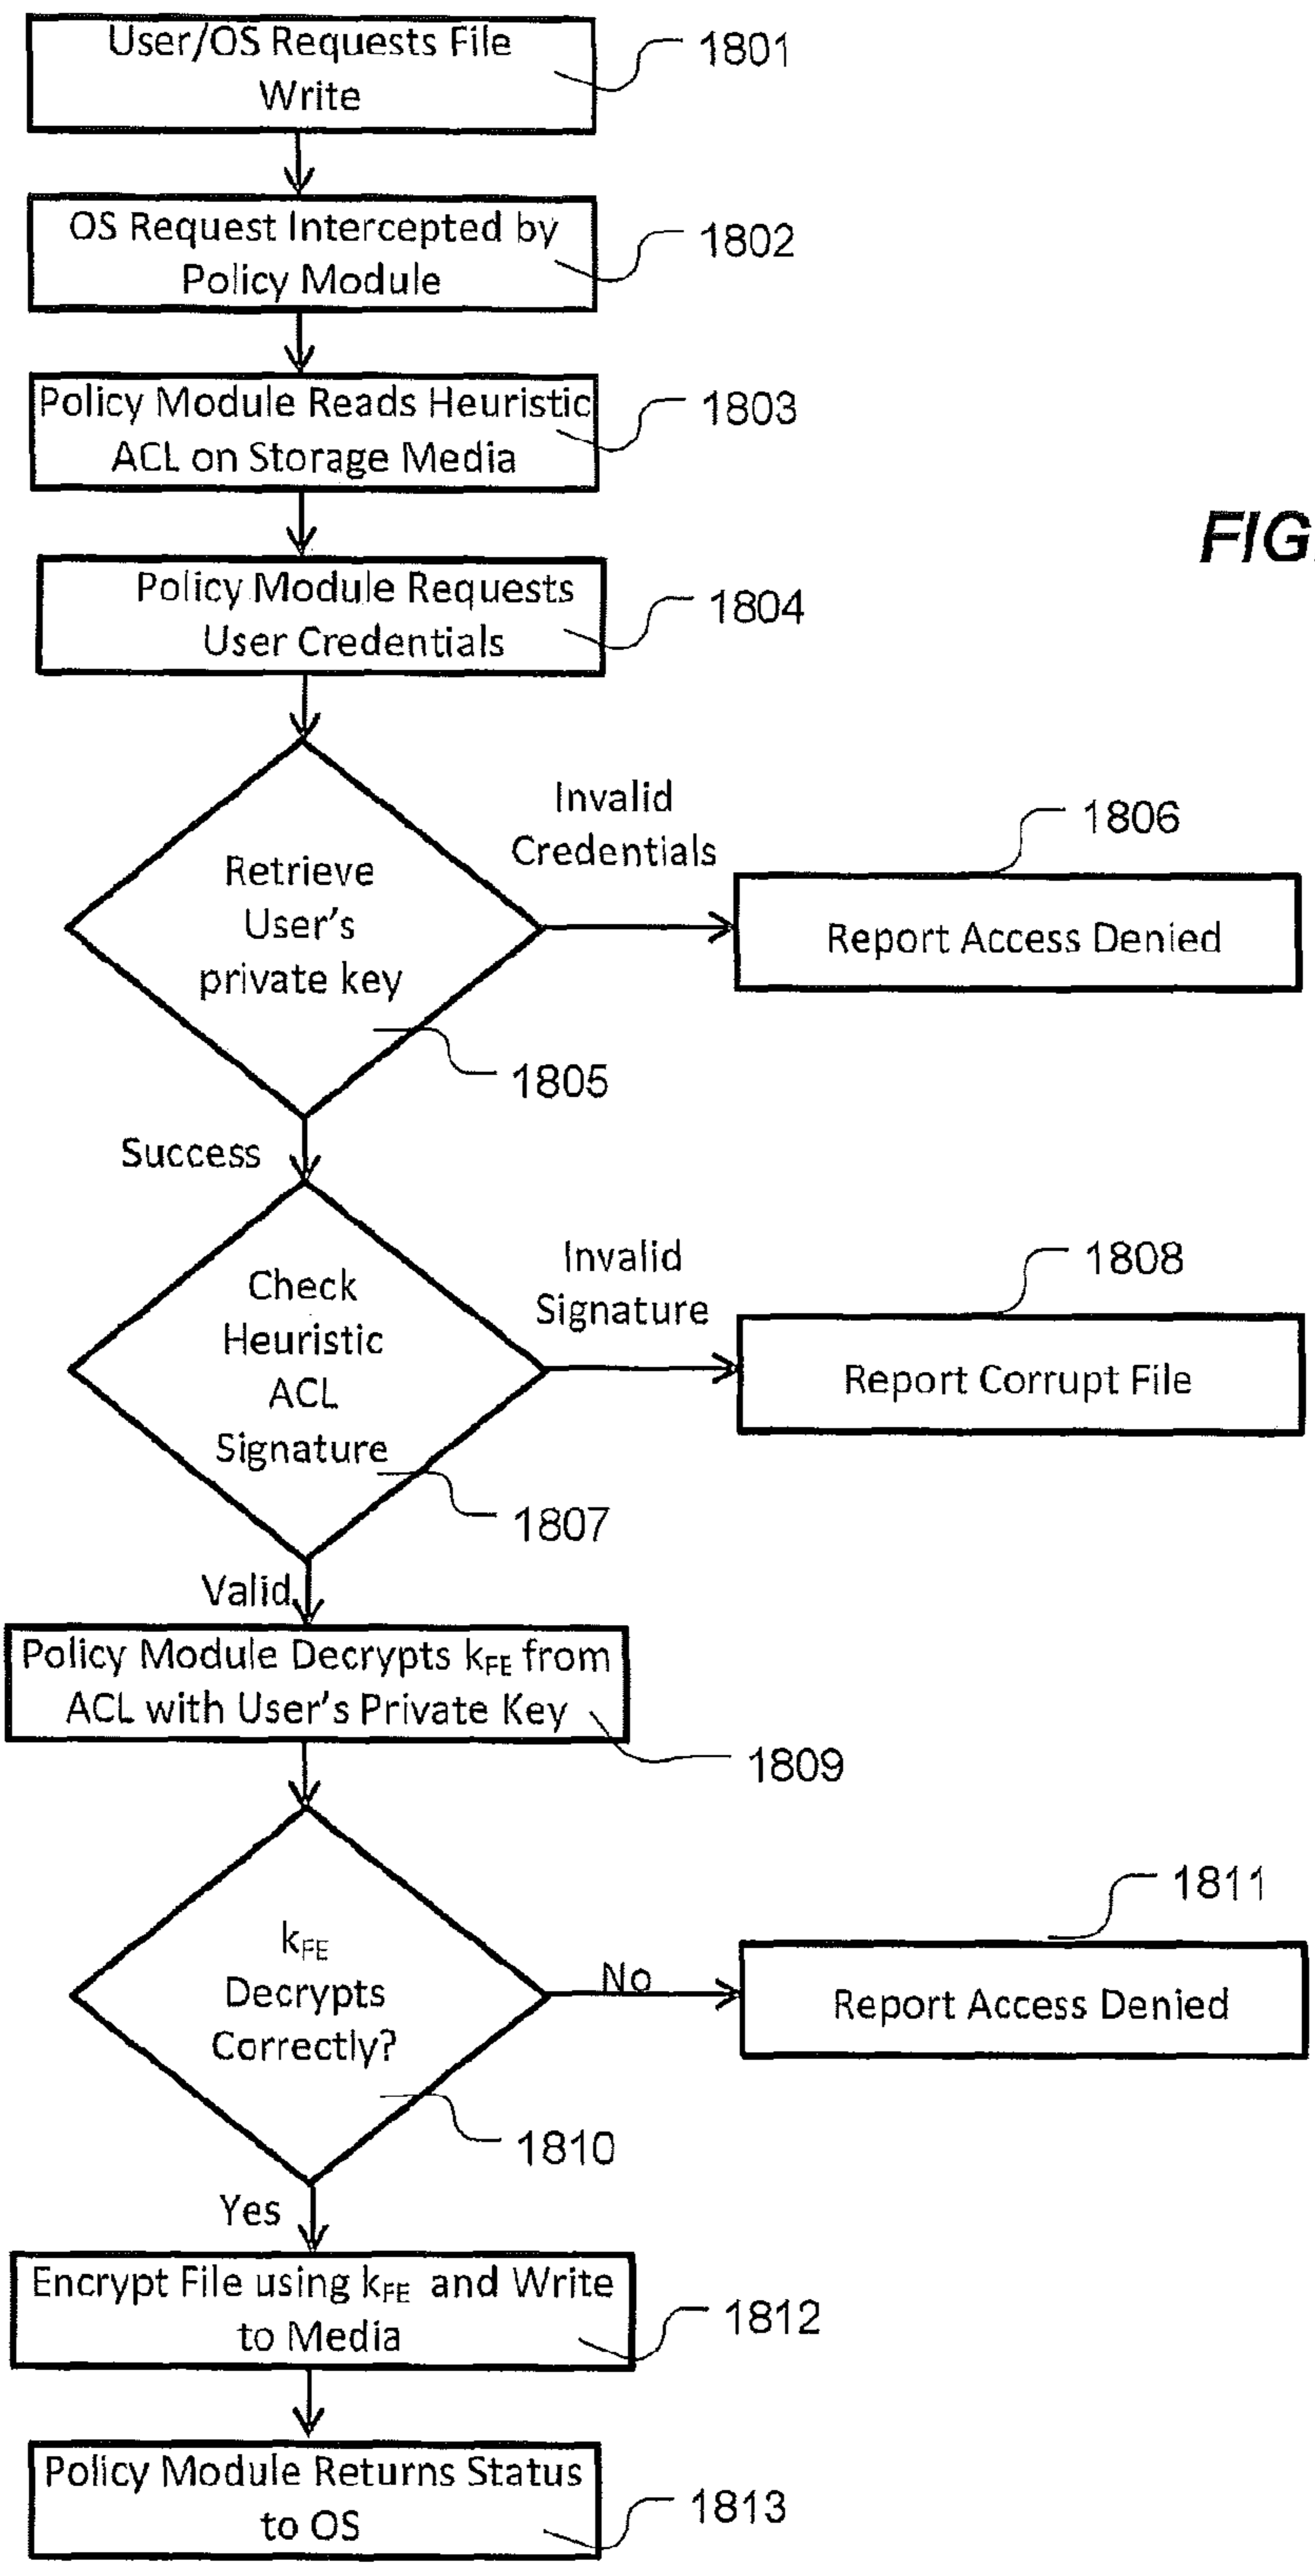 User/OS Requests File
Write
1801
OS Request Intercepted by
Policy Module
1802
Policy Module Reads Heuristic
ACL on Storage Media
1803
FIG.
Policy Module Requests
User Credentials
1804
Invalid
Credentials
1806
Retrieve
User's
private key
Report Access Denied
1805
Success
Invalid
Signature
1808
Check
Heuristic
ACL
Signature
Report Corrupt File
1807
Valid
Policy Module Decrypts kFE from
ACL with User's Private Key
1809
1811
kFE
Decrypts
Correctly?
No
Report Access Denied
1810
Yes
Encrypt File using kFE and Write
to Media
1812
Policy Module Returns Status
to OS
1813